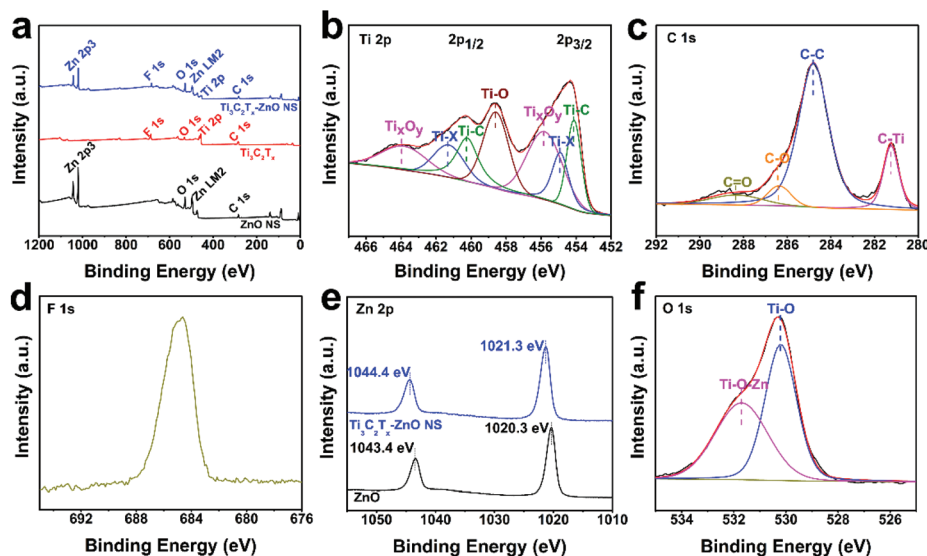 a
Zn 2p3
F 1s
O 1s
Zn LM2
Ti 2p
C 1s
Ti₃C₂Tₓ-ZnO NS
F 1s
O 1s
Ti 2p
C 1s
Ti₃C₂Tₓ
Zn 2p3
O 1s
Zn LM2
C 1s
ZnO NS
1200 1000 800 600 400 200 0
Binding Energy (eV)
Intensity (a.u.)
b
Ti 2p
2p₁/₂
2p₃/₂
TiₓOᵧ
Ti-X
Ti-C
Ti-O
TiₓOᵧ
Ti-X
Ti-C
466 464 462 460 458 456 454 452
Binding Energy (eV)
Intensity (a.u.)
c
C 1s
C-C
C-Ti
C-O
C=O
292 290 288 286 284 282 280
Binding Energy (eV)
Intensity (a.u.)
d
F 1s
692 688 684 680 676
Binding Energy (eV)
Intensity (a.u.)
e
Zn 2p
1021.3 eV
1044.4 eV
Ti₃C₂Tₓ-ZnO NS
1020.3 eV
1043.4 eV
ZnO
1050 1040 1030 1020 1010
Binding Energy (eV)
Intensity (a.u.)
f
O 1s
Ti-O
Ti-O-Zn
534 532 530 528 526
Binding Energy (eV)
Intensity (a.u.)